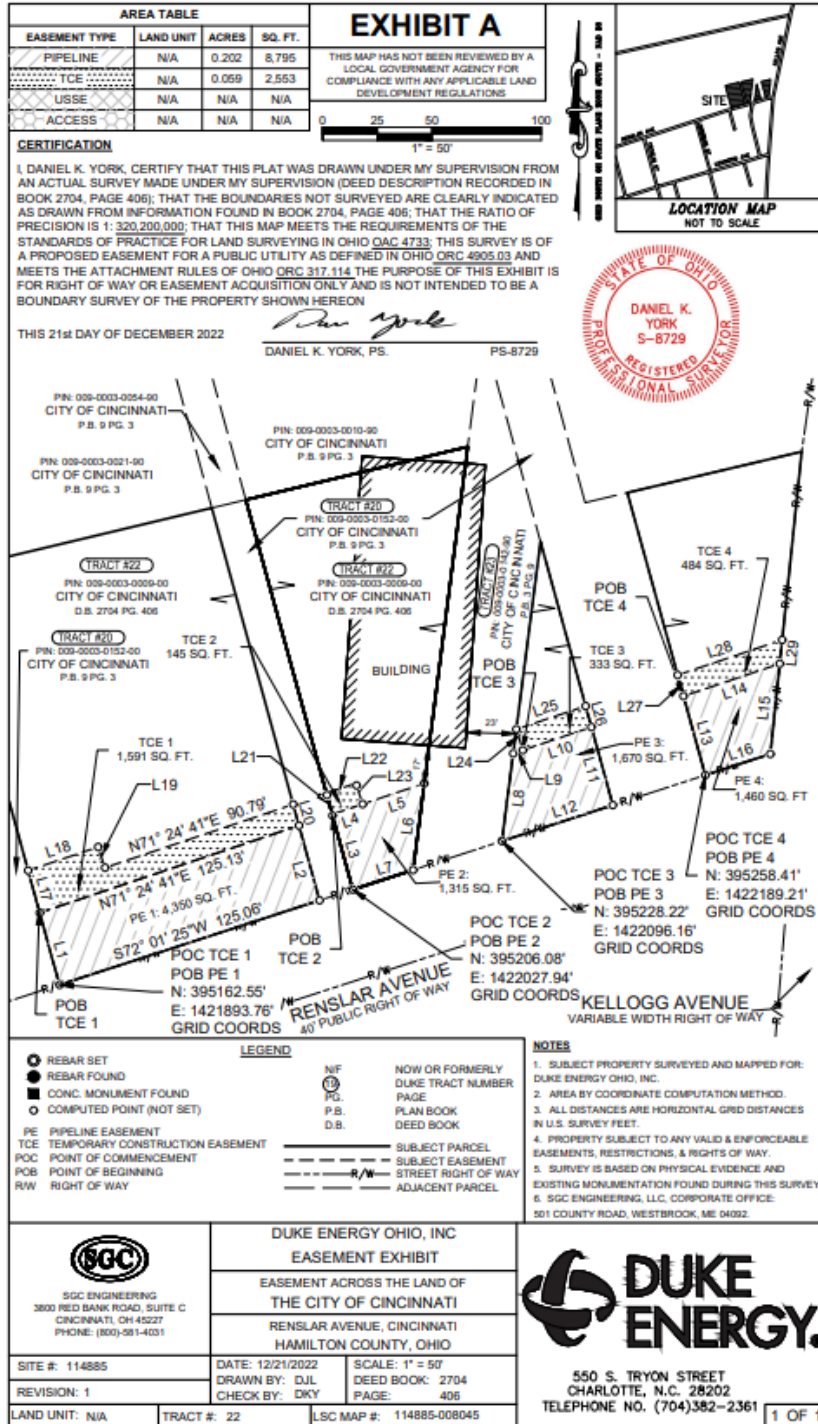 AREA TABLE
EASEMENT TYPE LAND UNIT ACRES SQ. FT.
PIPELINE N/A 0.202 8,795
TCE N/A 0.059 2,553
USSE N/A N/A N/A
ACCESS N/A N/A N/A
EXHIBIT A
THIS MAP HAS NOT BEEN REVIEWED BY A
LOCAL GOVERNMENT AGENCY FOR
COMPLIANCE WITH ANY APPLICABLE LAND
DEVELOPMENT REGULATIONS
0 25 50 100
1" = 50'
SITE
LOCATION MAP
NOT TO SCALE
CERTIFICATION
I, DANIEL K. YORK, CERTIFY THAT THIS PLAT WAS DRAWN UNDER MY SUPERVISION FROM
AN ACTUAL SURVEY MADE UNDER MY SUPERVISION (DEED DESCRIPTION RECORDED IN
BOOK 2704, PAGE 406); THAT THE BOUNDARIES NOT SURVEYED ARE CLEARLY INDICATED
AS DRAWN FROM INFORMATION FOUND IN BOOK 2704, PAGE 406; THAT THE RATIO OF
PRECISION IS 1: 320,200,000; THAT THIS MAP MEETS THE REQUIREMENTS OF THE
STANDARDS OF PRACTICE FOR LAND SURVEYING IN OHIO OAC 4733; THIS SURVEY IS OF
A PROPOSED EASEMENT FOR A PUBLIC UTILITY AS DEFINED IN OHIO ORC 4905.03 AND
MEETS THE ATTACHMENT RULES OF OHIO ORC 317.114 THE PURPOSE OF THIS EXHIBIT IS
FOR RIGHT OF WAY OR EASEMENT ACQUISITION ONLY AND IS NOT INTENDED TO BE A
BOUNDARY SURVEY OF THE PROPERTY SHOWN HEREON
THIS 21st DAY OF DECEMBER 2022
Dan York
DANIEL K. YORK, PS. PS-8729
STATE OF OHIO
DANIEL K.
YORK
S-8729
REGISTERED
PROFESSIONAL SURVEYOR
PIN: 009-0003-0054-90
CITY OF CINCINNATI
P.B. 9 PG. 3
PIN: 009-0003-0021-90
CITY OF CINCINNATI
P.B. 9 PG. 3
PIN: 009-0003-0010-90
CITY OF CINCINNATI
P.B. 9 PG. 3
TRACT #20
PIN: 009-0003-0152-00
CITY OF CINCINNATI
P.B. 9 PG. 3
TRACT #22
PIN: 009-0003-0009-00
CITY OF CINCINNATI
D.B. 2704 PG. 406
TRACT #22
PIN: 009-0003-0009-00
CITY OF CINCINNATI
D.B. 2704 PG. 406
TRACT #20
PIN: 009-0003-0152-00
CITY OF CINCINNATI
P.B. 9 PG. 3
TRACT #23
PIN: 009-0003-0142-90
CITY OF CINCINNATI
P.B. 3 PG. 9
BUILDING
TCE 2
145 SQ. FT.
POB
TCE 3
TCE 3
333 SQ. FT.
POB
TCE 4
TCE 4
484 SQ. FT.
R/W
TCE 1
1,591 SQ. FT.
L19
L18
L17
L1
N71° 24' 41"E 90.79'
N71° 24' 41"E 125.13'
PE 1: 4,350 SQ. FT.
S72° 01' 25"W 125.06'
L20
L2
L21
L22
L23
L4
L5
L3
L6
L7
17'
23'
L24
L25
L26
L9
L10
L8
L11
L12
L27
L28
L29
L14
L13
L15
L16
PE 2:
1,315 SQ. FT.
PE 3:
1,670 SQ. FT.
PE 4:
1,460 SQ. FT
POB
TCE 1
POC TCE 1
POB PE 1
N: 395162.55'
E: 1421893.76'
GRID COORDS
POB
TCE 2
POC TCE 2
POB PE 2
N: 395206.08'
E: 1422027.94'
GRID COORDS
POC TCE 3
POB PE 3
N: 395228.22'
E: 1422096.16'
GRID COORDS
POC TCE 4
POB PE 4
N: 395258.41'
E: 1422189.21'
GRID COORDS
RENSLAR AVENUE
40' PUBLIC RIGHT OF WAY
KELLOGG AVENUE
VARIABLE WIDTH RIGHT OF WAY
LEGEND
REBAR SET
REBAR FOUND
CONC. MONUMENT FOUND
COMPUTED POINT (NOT SET)
PE PIPELINE EASEMENT
TCE TEMPORARY CONSTRUCTION EASEMENT
POC POINT OF COMMENCEMENT
POB POINT OF BEGINNING
R/W RIGHT OF WAY
N/F NOW OR FORMERLY
19 DUKE TRACT NUMBER
PG. PAGE
P.B. PLAN BOOK
D.B. DEED BOOK
SUBJECT PARCEL
SUBJECT EASEMENT
R/W STREET RIGHT OF WAY
ADJACENT PARCEL
NOTES
1. SUBJECT PROPERTY SURVEYED AND MAPPED FOR:
DUKE ENERGY OHIO, INC.
2. AREA BY COORDINATE COMPUTATION METHOD.
3. ALL DISTANCES ARE HORIZONTAL GRID DISTANCES
IN U.S. SURVEY FEET.
4. PROPERTY SUBJECT TO ANY VALID & ENFORCEABLE
EASEMENTS, RESTRICTIONS, & RIGHTS OF WAY.
5. SURVEY IS BASED ON PHYSICAL EVIDENCE AND
EXISTING MONUMENTATION FOUND DURING THIS SURVEY
6. SGC ENGINEERING, LLC, CORPORATE OFFICE:
501 COUNTY ROAD, WESTBROOK, ME 04092.
SGC
SGC ENGINEERING
3800 RED BANK ROAD, SUITE C
CINCINNATI, OH 45227
PHONE: (800)-581-4031
SITE #: 114885
REVISION: 1
LAND UNIT: N/A
DUKE ENERGY OHIO, INC
EASEMENT EXHIBIT
EASEMENT ACROSS THE LAND OF
THE CITY OF CINCINNATI
RENSLAR AVENUE, CINCINNATI
HAMILTON COUNTY, OHIO
DATE: 12/21/2022
DRAWN BY: DJL
CHECK BY: DKY
SCALE: 1" = 50'
DEED BOOK: 2704
PAGE: 406
TRACT #: 22
LSC MAP #: 114885-008045
DUKE
ENERGY.
550 S. TRYON STREET
CHARLOTTE, N.C. 28202
TELEPHONE NO. (704)382-2361
1 OF 1